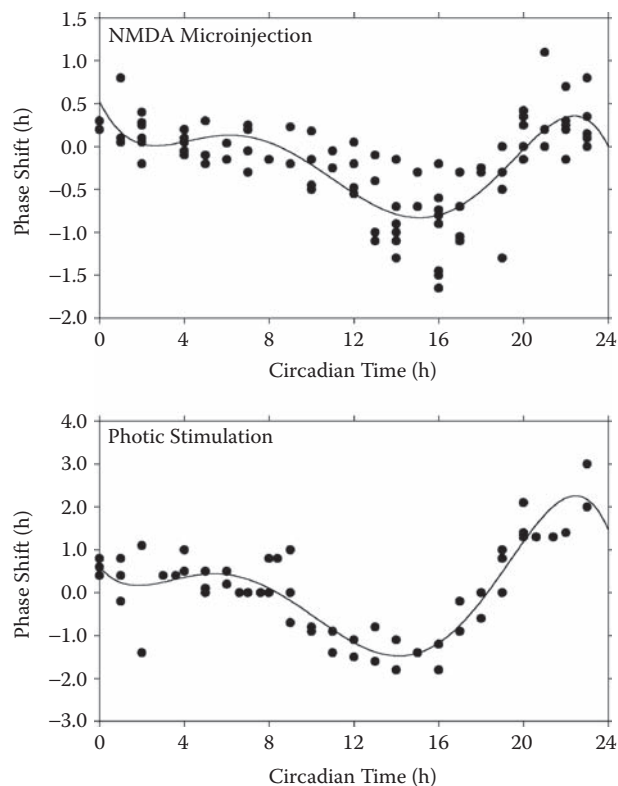 NMDA Microinjection
Phase Shift (h)
1.5
1.0
0.5
0.0
−0.5
−1.0
−1.5
−2.0
0 4 8 12 16 20 24
Circadian Time (h)
Photic Stimulation
Phase Shift (h)
4.0
3.0
2.0
1.0
0.0
−1.0
−2.0
−3.0
0 4 8 12 16 20 24
Circadian Time (h)